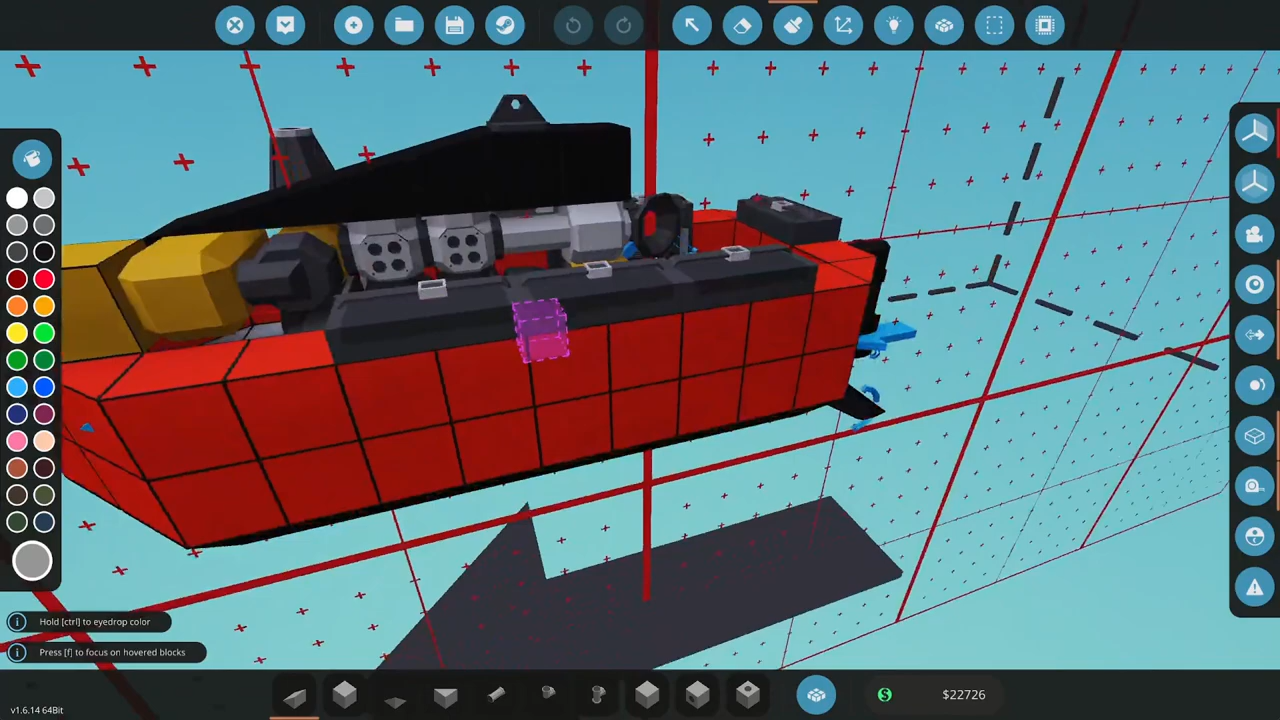 Hold [ctrl] to eyedrop color
Press [f] to focus on hovered blocks
$22726
v1.6.14 64Bit